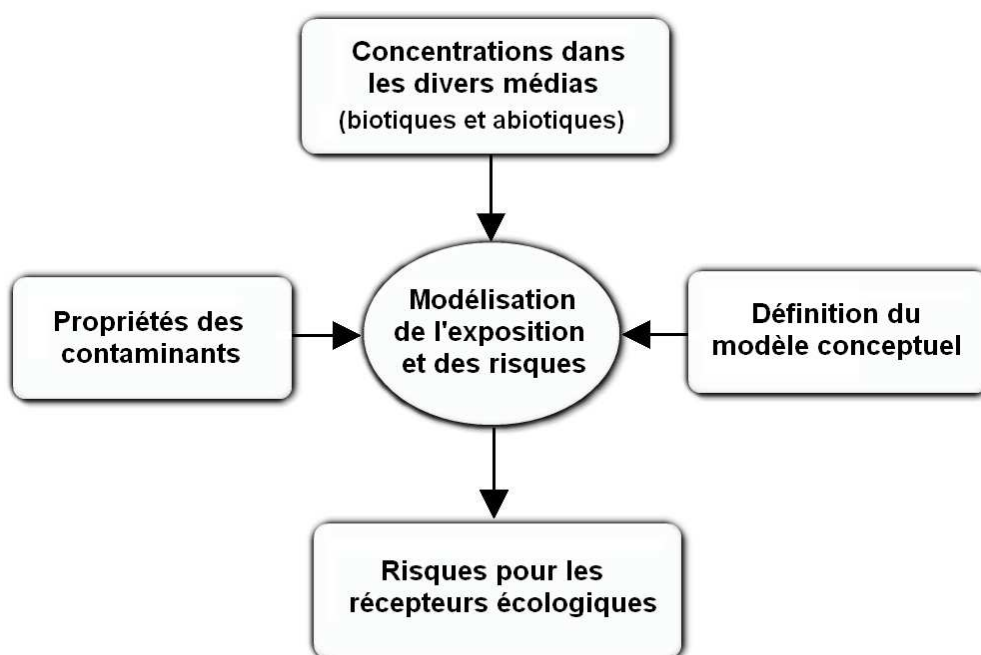 Concentrations dans
les divers médias
(biotiques et abiotiques)
Propriétés des
contaminants
Modélisation
de l'exposition
et des risques
Définition du
modèle conceptuel
Risques pour les
récepteurs écologiques